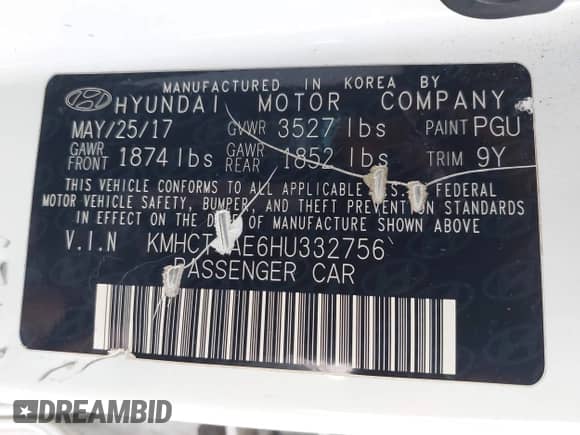 MANUFACTURED IN KOREA BY
HYUNDAI MOTOR COMPANY
MAY/25/17 GVWR 3527 lbs PAINT PGU
GAWR FRONT 1874 lbs GAWR REAR 1852 lbs TRIM 9Y
THIS VEHICLE CONFORMS TO ALL APPLICABLE U.S. FEDERAL
MOTOR VEHICLE SAFETY, BUMPER, AND THEFT PREVENTION STANDARDS
IN EFFECT ON THE DATE OF MANUFACTURE SHOWN ABOVE
V.I.N
PASSENGER CAR
DREAMBID